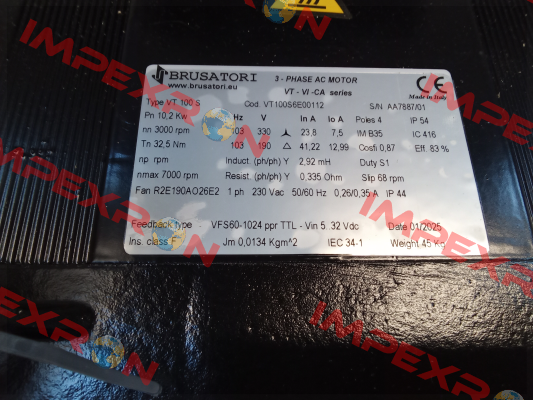 BRUSATORI
www.brusatori.eu
3 - PHASE AC MOTOR
VT - VI -CA series
CE
Made in Italy
Type VT 100 S Cod. VT100S6E00112 S/N AA7887/01
Pn 10,2 Kw Hz V In A Io A Poles 4 IP 54
nn 3000 rpm 103 330 23,8 7,5 IM B35 IC 416
Tn 32,5 Nm 103 190 41,22 12,99 Cosfi 0,87 Eff 83 %
np rpm Induct. (ph/ph) Y 2,92 mH Duty S1
nmax 7000 rpm Resist. (ph/ph) Y 0.335 Ohm Slip 68 rpm
Fan R2E190AO26E2 1 ph 230 Vac 50/60 Hz 0,26/0,35 A IP 44
Feedback type VFS60-1024 ppr TTL - Vin 5. 32 Vdc Date 01/2025
Ins. class F Jm 0,0134 Kgm^2 IEC 34-1 Weight 45 Kg
IMPEXRON
IMPEXRON
IMPEXRON
IMPEXRON